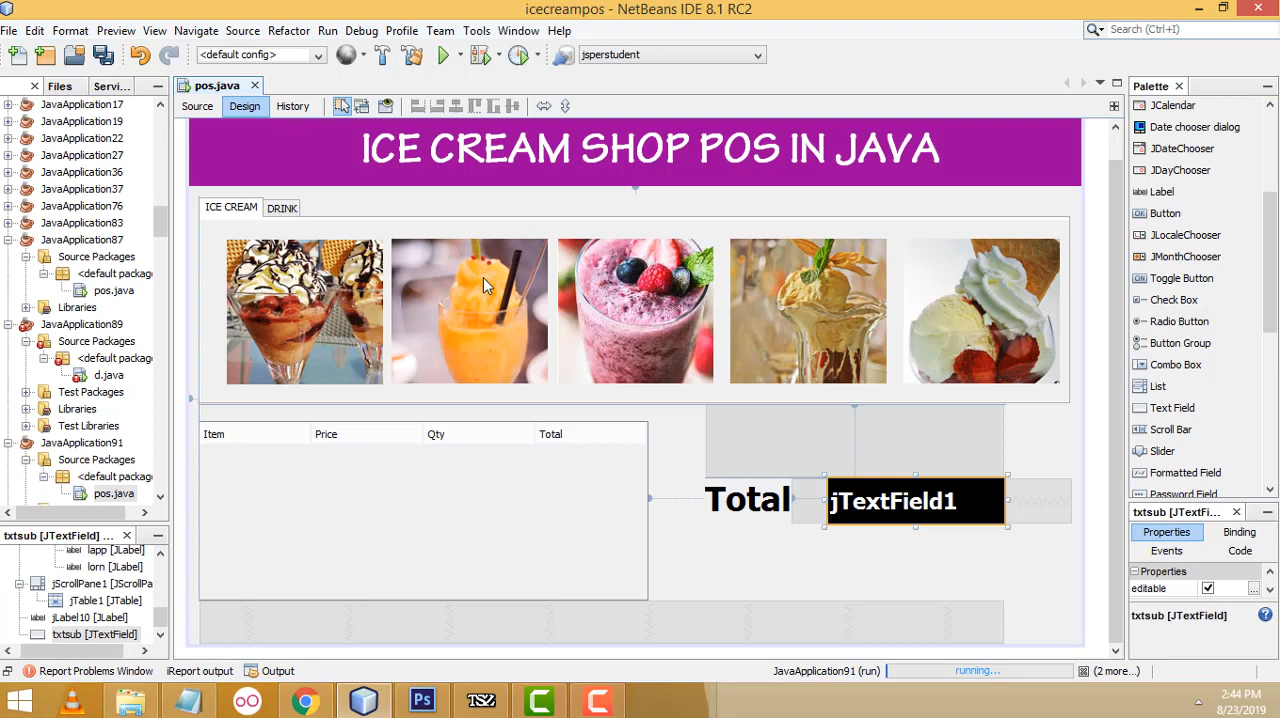 icecreampos - NetBeans IDE 8.1 RC2
File Edit Format Preview View Navigate Source Refactor Run Debug Profile Team Tools Window Help
Search (Ctrl+I)
<default config>
jsperstudent
Files Servi...
pos.java
Palette
Source Design History
JavaApplication17
JavaApplication19
JavaApplication22
JavaApplication27
JavaApplication36
JavaApplication37
JavaApplication76
JavaApplication83
JavaApplication87
Source Packages
<default packag
pos.java
Libraries
JavaApplication89
Source Packages
<default packag
d.java
Test Packages
Libraries
Test Libraries
JavaApplication91
Source Packages
<default packag
pos.java
txtsub [JTextField] ...
lapp [JLabel]
lorn [JLabel]
jScrollPane1 [JScrollPa
jTable1 [JTable]
jLabel10 [JLabel]
txtsub [JTextField]
ICE CREAM SHOP POS IN JAVA
ICE CREAM DRINK
Item Price Qty Total
Total jTextField1
JCalendar
Date chooser dialog
JDateChooser
JDayChooser
Label
Button
JLocaleChooser
JMonthChooser
Toggle Button
Check Box
Radio Button
Button Group
Combo Box
List
Text Field
Scroll Bar
Slider
Formatted Field
Password Field
txtsub [JTextFi...
Properties Binding
Events Code
Properties
editable ...
txtsub [JTextField]
Report Problems Window iReport output Output
JavaApplication91 (run) running... (2 more...)
Ps TSZ C C
2:44 PM
8/23/2019